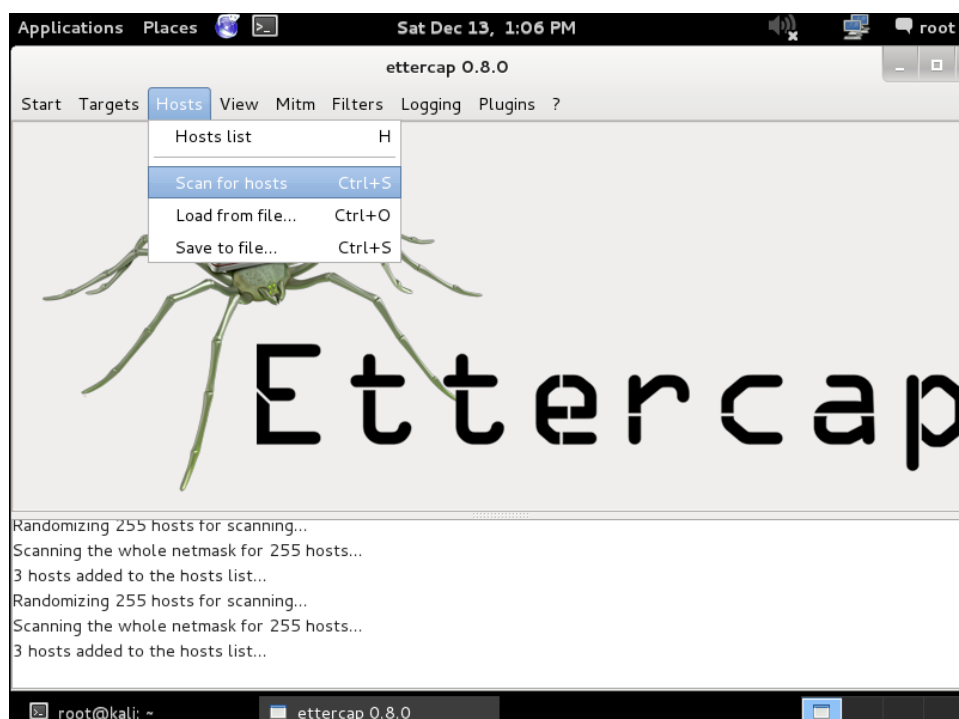 Applications Places Sat Dec 13, 1:06 PM root
ettercap 0.8.0
Start Targets Hosts View Mitm Filters Logging Plugins ?
Hosts list H
Scan for hosts Ctrl+S
Load from file... Ctrl+O
Save to file... Ctrl+S
Ettercap
Randomizing 255 hosts for scanning...
Scanning the whole netmask for 255 hosts...
3 hosts added to the hosts list...
Randomizing 255 hosts for scanning...
Scanning the whole netmask for 255 hosts...
3 hosts added to the hosts list...
root@kali: ~ ettercap 0.8.0